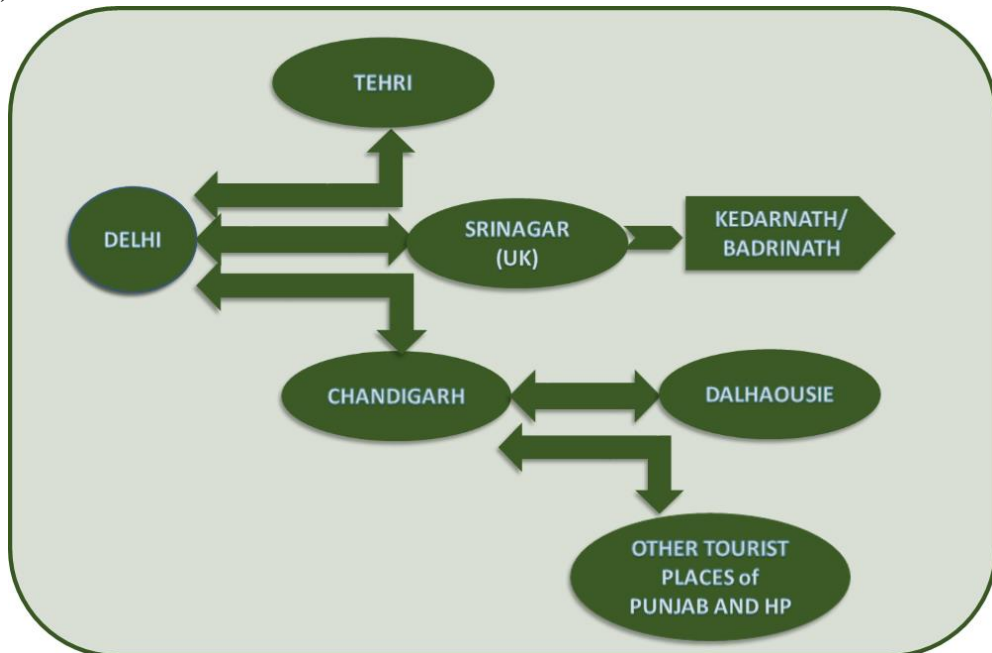 TEHRI
DELHI
SRINAGAR
(UK)
KEDARNATH/
BADRINATH
CHANDIGARH
DALHAOUSIE
OTHER TOURIST
PLACES of
PUNJAB AND HP